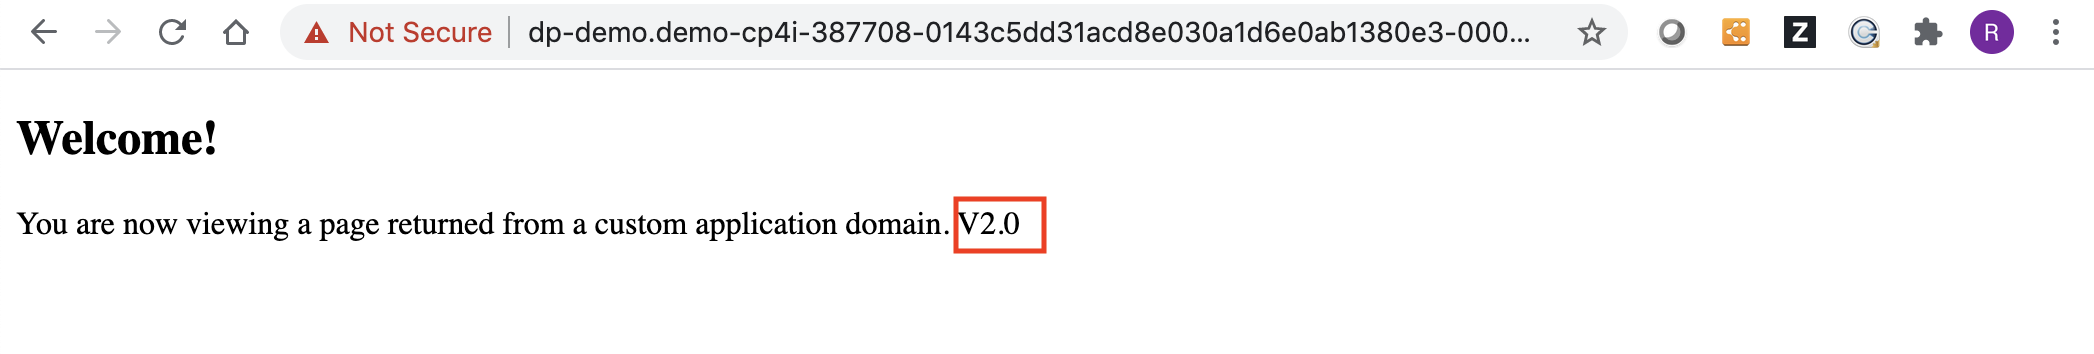 Not Secure dp-demo.demo-cp4i-387708-0143c5dd31acd8e030a1d6e0ab1380e3-000... Z G R
Welcome!
You are now viewing a page returned from a custom application domain. V2.0